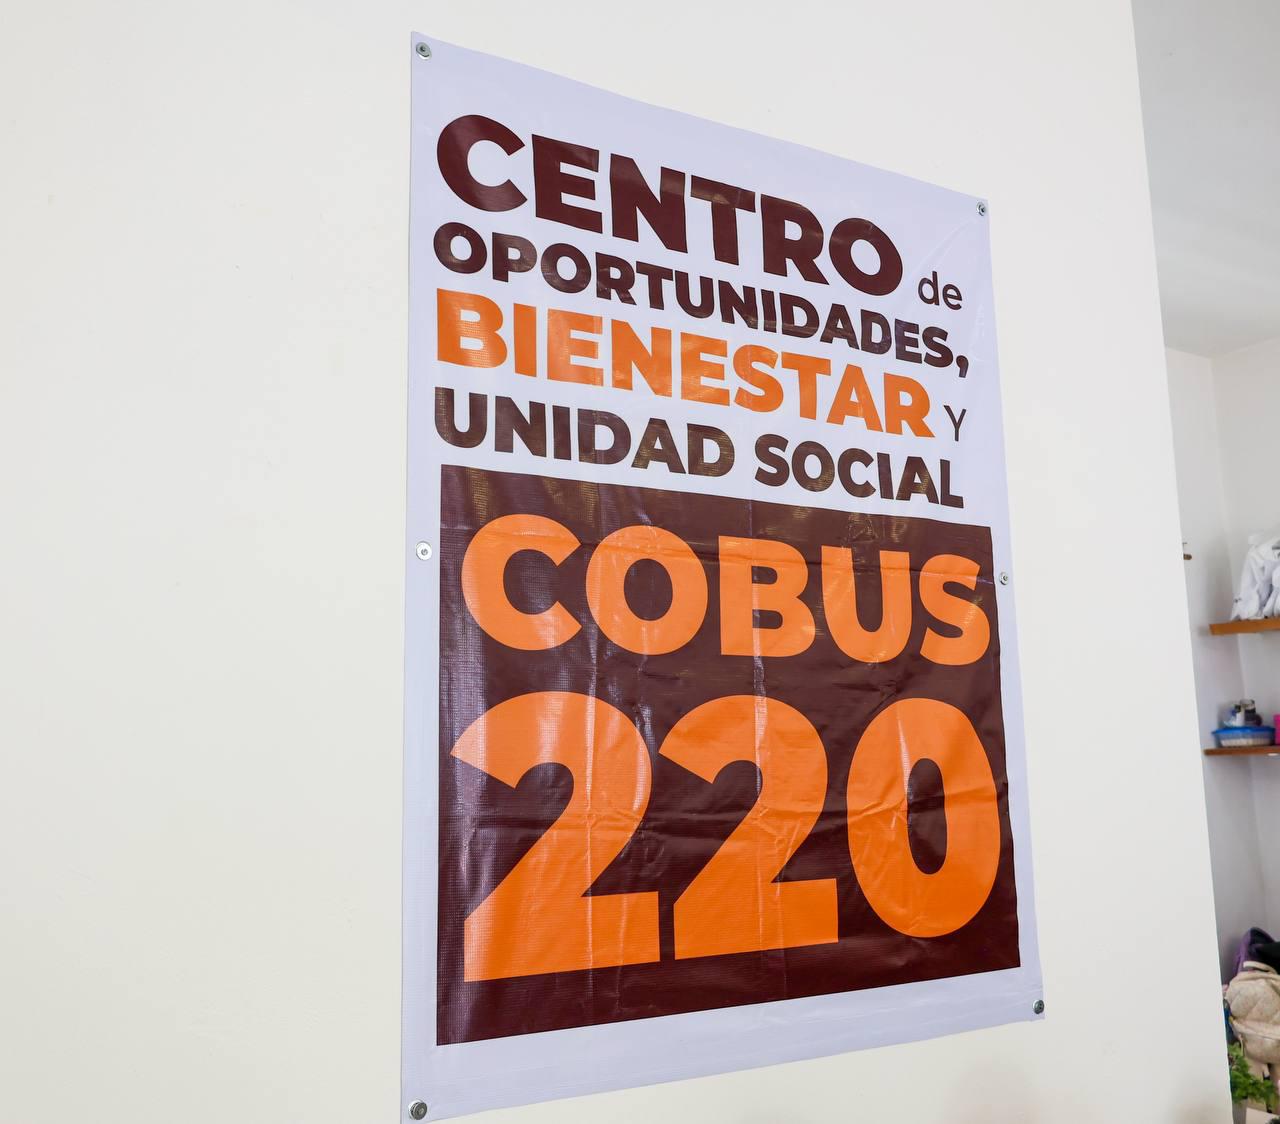 CENTRO de
OPORTUNIDADES,
BIENESTAR Y
UNIDAD SOCIAL
COBUS
220